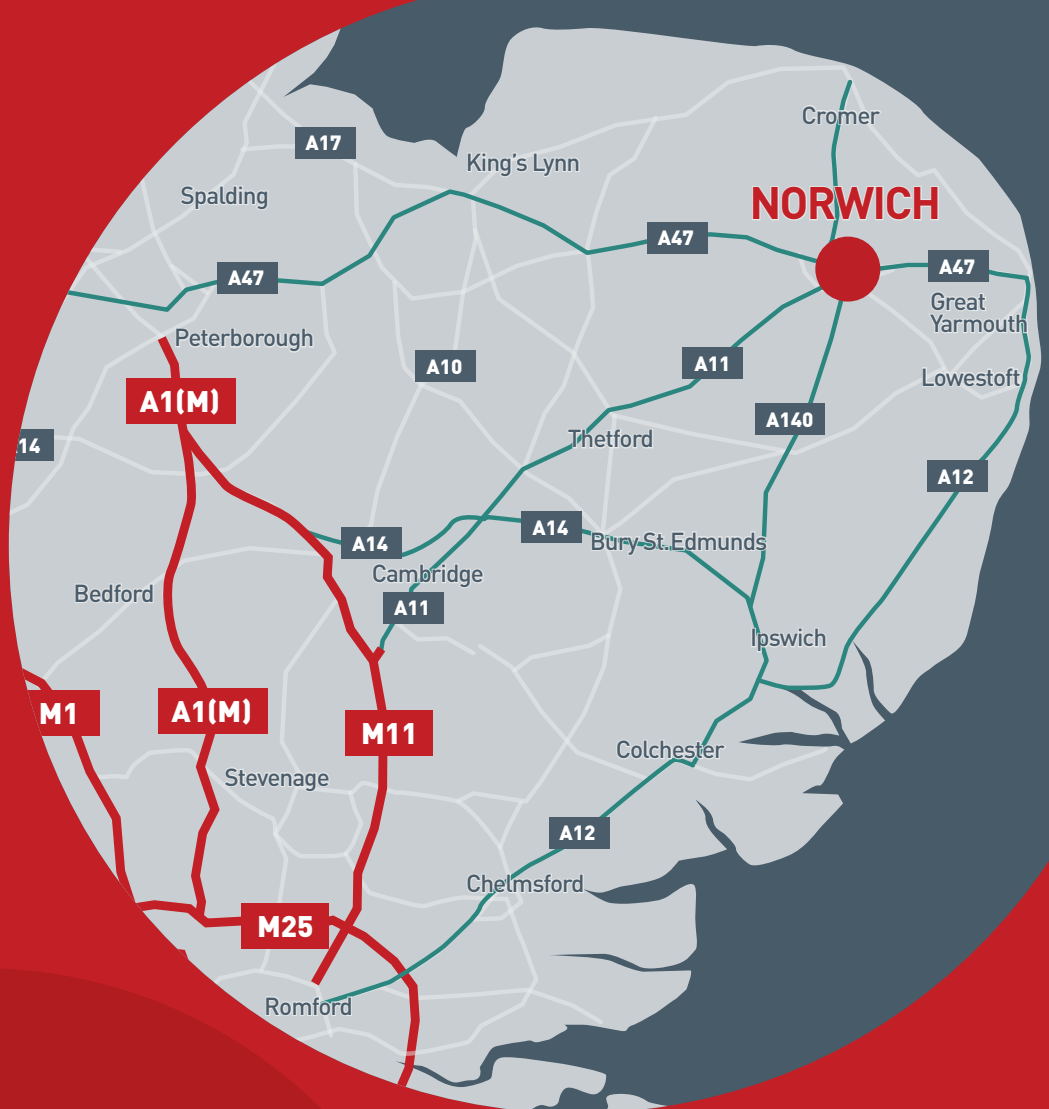 Cromer
A17
King's Lynn
Spalding
NORWICH
A47
A47
A47
Great
Yarmouth
Peterborough
A11
A10
Lowestoft
A1(M)
A140
Thetford
14
A12
A14
A14
Bury St.Edmunds
Cambridge
Bedford
A11
Ipswich
M1
A1(M)
M11
Colchester
Stevenage
A12
Chelmsford
M25
Romford